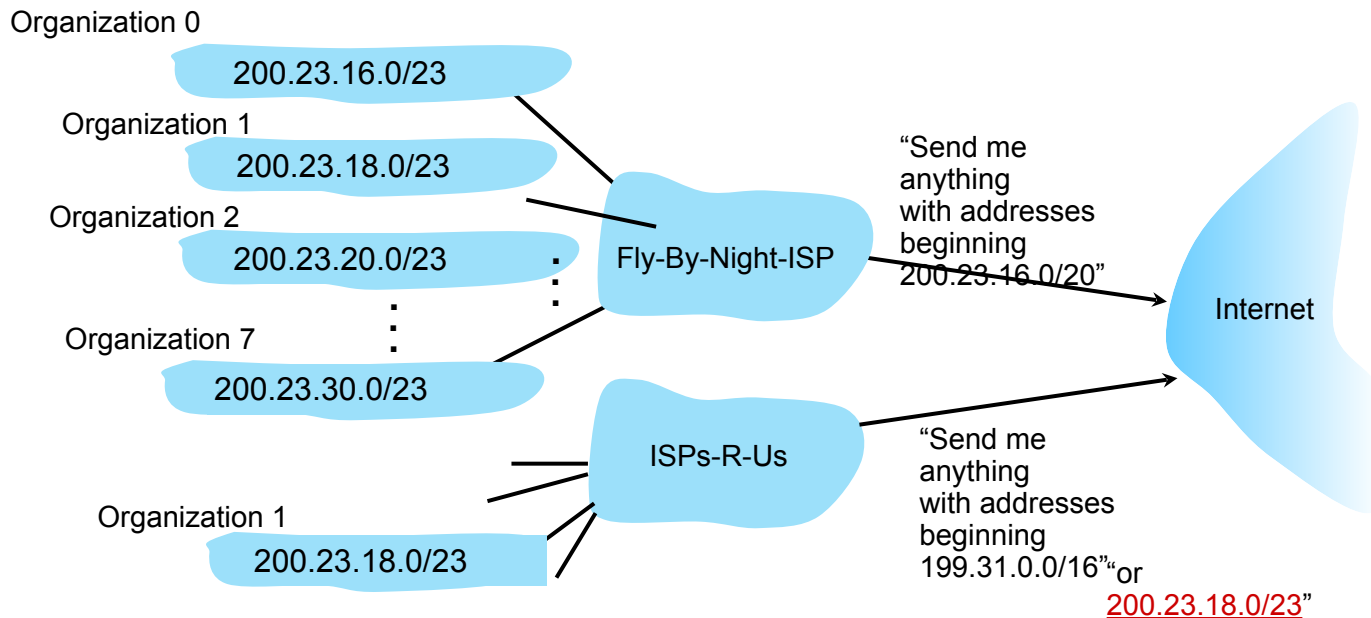 Organization 0
200.23.16.0/23
Organization 1
200.23.18.0/23
Organization 2
200.23.20.0/23
Organization 7
200.23.30.0/23
Fly-By-Night-ISP
“Send me
anything
with addresses
beginning
200.23.16.0/20”
Internet
ISPs-R-Us
Organization 1
200.23.18.0/23
“Send me
anything
with addresses
beginning
199.31.0.0/16”“or
200.23.18.0/23”